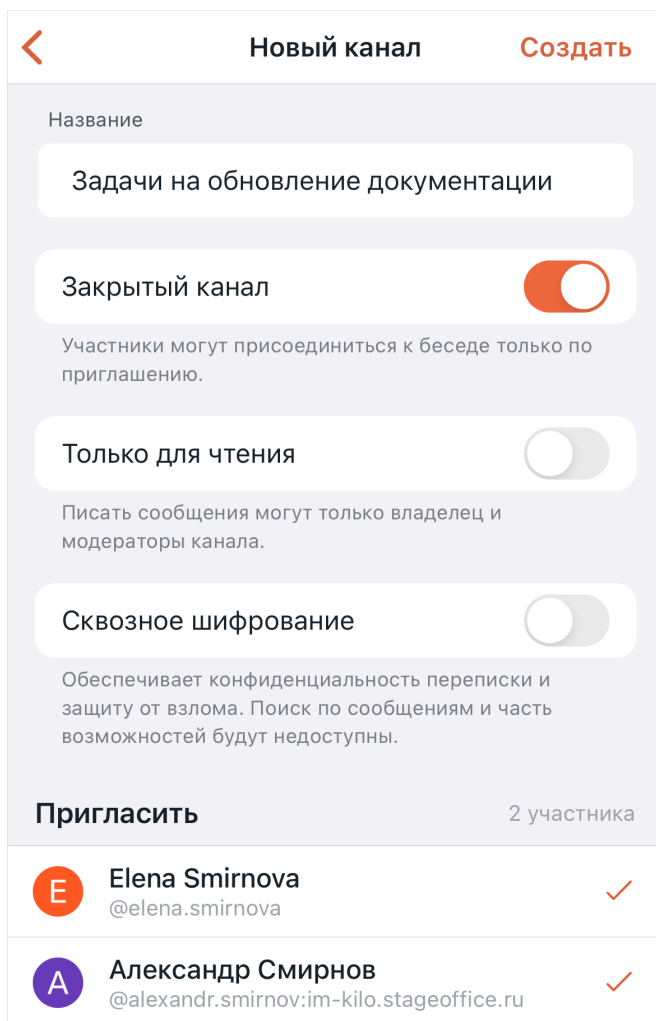 Новый канал
Создать
Название
Задачи на обновление документации
Закрытый канал
Участники могут присоединиться к беседе только по
приглашению.
Только для чтения
Писать сообщения могут только владелец и
модераторы канала.
Сквозное шифрование
Обеспечивает конфиденциальность переписки и
защиту от взлома. Поиск по сообщениям и часть
возможностей будут недоступны.
Пригласить
2 участника
E
Elena Smirnova
@elena.smirnova
А
Александр Смирнов
@alexandr.smirnov:im-kilo.stageoffice.ru